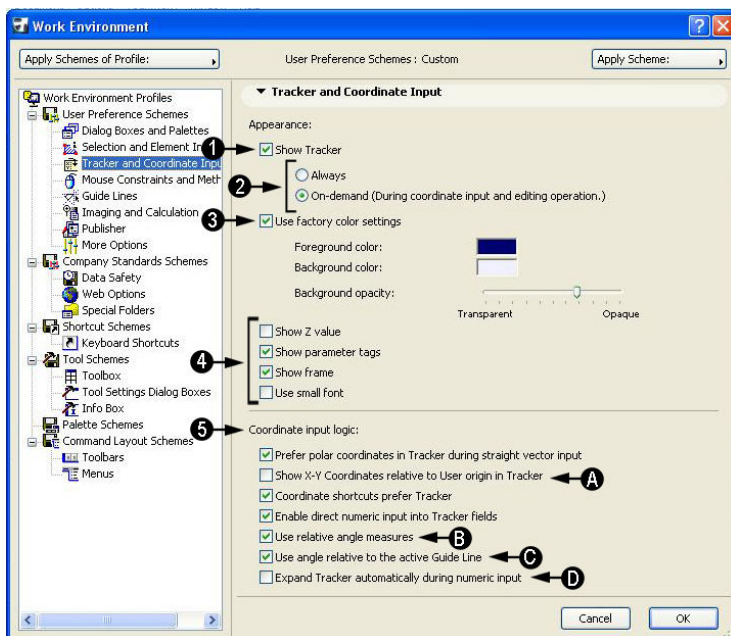 Work Environment
Apply Schemes of Profile:
User Preference Schemes : Custom
Apply Scheme:
Work Environment Profiles
User Preference Schemes
Dialog Boxes and Palettes
Selection and Element In
Tracker and Coordinate Inpu
Mouse Constraints and Meth
Guide Lines
Imaging and Calculation
Publisher
More Options
Company Standards Schemes
Data Safety
Web Options
Special Folders
Shortcut Schemes
Keyboard Shortcuts
Tool Schemes
Toolbox
Tool Settings Dialog Boxes
Info Box
Palette Schemes
Command Layout Schemes
Toolbars
Menus
Tracker and Coordinate Input
Appearance:
1 Show Tracker
2
Always
On-demand (During coordinate input and editing operation.)
3 Use factory color settings
Foreground color:
Background color:
Background opacity:
Transparent Opaque
4
Show Z value
Show parameter tags
Show frame
Use small font
5 Coordinate input logic:
Prefer polar coordinates in Tracker during straight vector input
Show X-Y Coordinates relative to User origin in Tracker A
Coordinate shortcuts prefer Tracker
Enable direct numeric input into Tracker fields
Use relative angle measures B
Use angle relative to the active Guide Line C
Expand Tracker automatically during numeric input D
Cancel OK